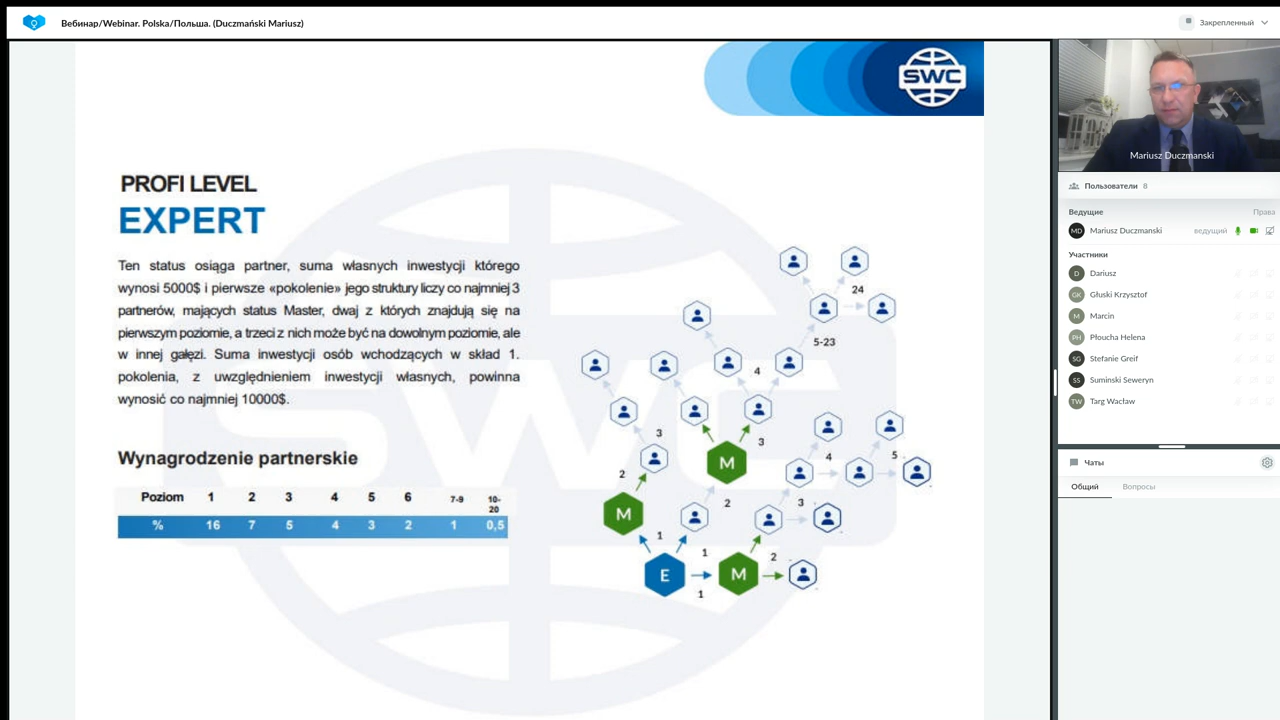 Вебинар/Webinar. Polska/Польша. (Duczmański Mariusz)
Закрепленный
SWC
Mariusz Duczmanski
PROFI LEVEL
EXPERT
Ten status osiąga partner, suma własnych inwestycji którego
wynosi 5000$ i pierwsze «pokolenie» jego struktury liczy co najmniej 3
partnerów, mających status Master, dwaj z których znajdują się na
pierwszym poziomie, a trzeci z nich może być na dowolnym poziomie, ale
w innej gałęzi. Suma inwestycji osób wchodzących w skład 1.
pokolenia, z uwzględnieniem inwestycji własnych, powinna
wynosić co najmniej 10000$.
Wynagrodzenie partnerskie
Poziom 1 2 3 4 5 6 7-9 10-20
% 16 7 5 4 3 2 1 0,5
24
5-23
4
3
3
4
5
M
2
M
2
3
1
1
2
E
M
1
Пользователи 8
Ведущие
Права
MD Mariusz Duczmanski ведущий
Участники
D Dariusz
GK Głuski Krzysztof
M Marcin
PH Płoucha Helena
SG Stefanie Greif
SS Suminski Seweryn
TW Targ Wacław
Чаты
Общий
Вопросы